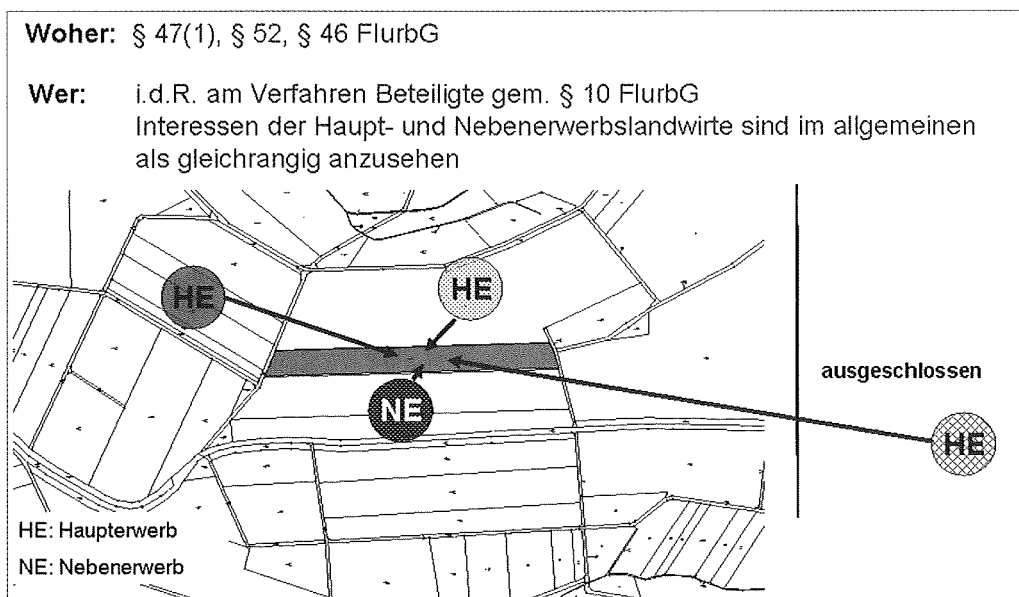 Woher: § 47(1), § 52, § 46 FlurbG
Wer: i.d.R. am Verfahren Beteiligte gem. § 10 FlurbG
Interessen der Haupt- und Nebenerwerbslandwirte sind im allgemeinen
als gleichrangig anzusehen
HE
HE
NE
ausgeschlossen
HE
HE: Haupterwerb
NE: Nebenerwerb